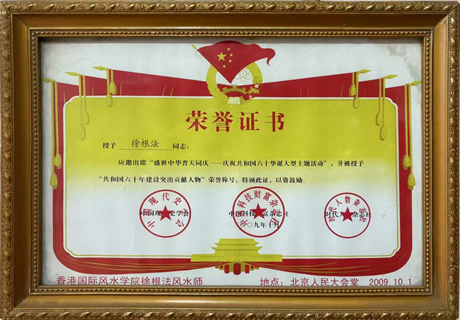 荣誉证书
授予 徐根法 同志：
应邀出席“盛世中华普天同庆——庆祝共和国六十华诞大型主题活动”，并被授予
“共和国六十年建设突出贡献人物”荣誉称号，特颁此证，以资鼓励。
香港国际风水学院徐根法风水师 地点：北京人民大会堂 2009.10.1